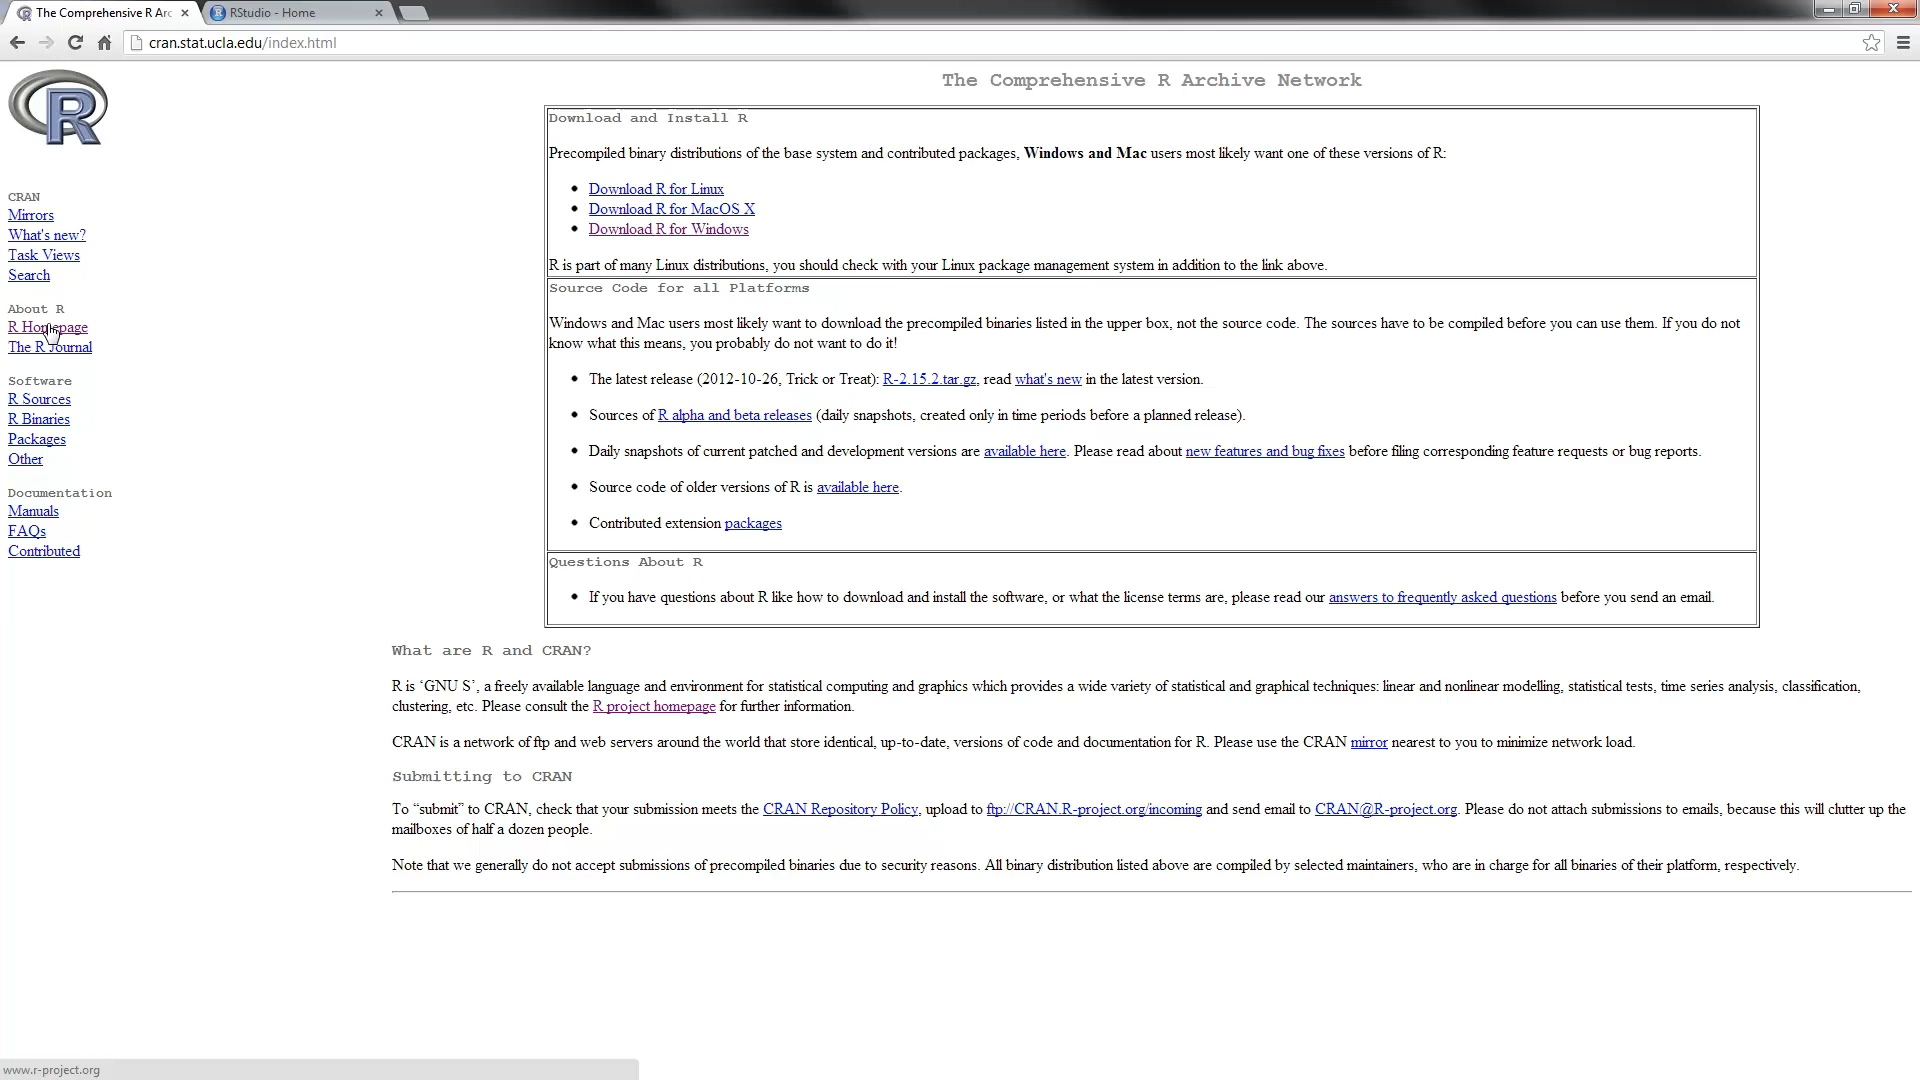 The Comprehensive R Arc
RStudio - Home
cran.stat.ucla.edu/index.html
R
CRAN
Mirrors
What's new?
Task Views
Search
About R
R Homepage
The R Journal
Software
R Sources
R Binaries
Packages
Other
Documentation
Manuals
FAQs
Contributed
The Comprehensive R Archive Network
Download and Install R
Precompiled binary distributions of the base system and contributed packages, Windows and Mac users most likely want one of these versions of R:
Download R for Linux
Download R for MacOS X
Download R for Windows
R is part of many Linux distributions, you should check with your Linux package management system in addition to the link above.
Source Code for all Platforms
Windows and Mac users most likely want to download the precompiled binaries listed in the upper box, not the source code. The sources have to be compiled before you can use them. If you do not
know what this means, you probably do not want to do it!
The latest release (2012-10-26, Trick or Treat): R-2.15.2.tar.gz, read what's new in the latest version.
Sources of R alpha and beta releases (daily snapshots, created only in time periods before a planned release).
Daily snapshots of current patched and development versions are available here. Please read about new features and bug fixes before filing corresponding feature requests or bug reports.
Source code of older versions of R is available here.
Contributed extension packages
Questions About R
If you have questions about R like how to download and install the software, or what the license terms are, please read our answers to frequently asked questions before you send an email.
What are R and CRAN?
R is ‘GNU S’, a freely available language and environment for statistical computing and graphics which provides a wide variety of statistical and graphical techniques: linear and nonlinear modelling, statistical tests, time series analysis, classification,
clustering, etc. Please consult the R project homepage for further information.
CRAN is a network of ftp and web servers around the world that store identical, up-to-date, versions of code and documentation for R. Please use the CRAN mirror nearest to you to minimize network load.
Submitting to CRAN
To “submit” to CRAN, check that your submission meets the CRAN Repository Policy, upload to ftp://CRAN.R-project.org/incoming and send email to CRAN@R-project.org. Please do not attach submissions to emails, because this will clutter up the
mailboxes of half a dozen people.
Note that we generally do not accept submissions of precompiled binaries due to security reasons. All binary distribution listed above are compiled by selected maintainers, who are in charge for all binaries of their platform, respectively.
www.r-project.org